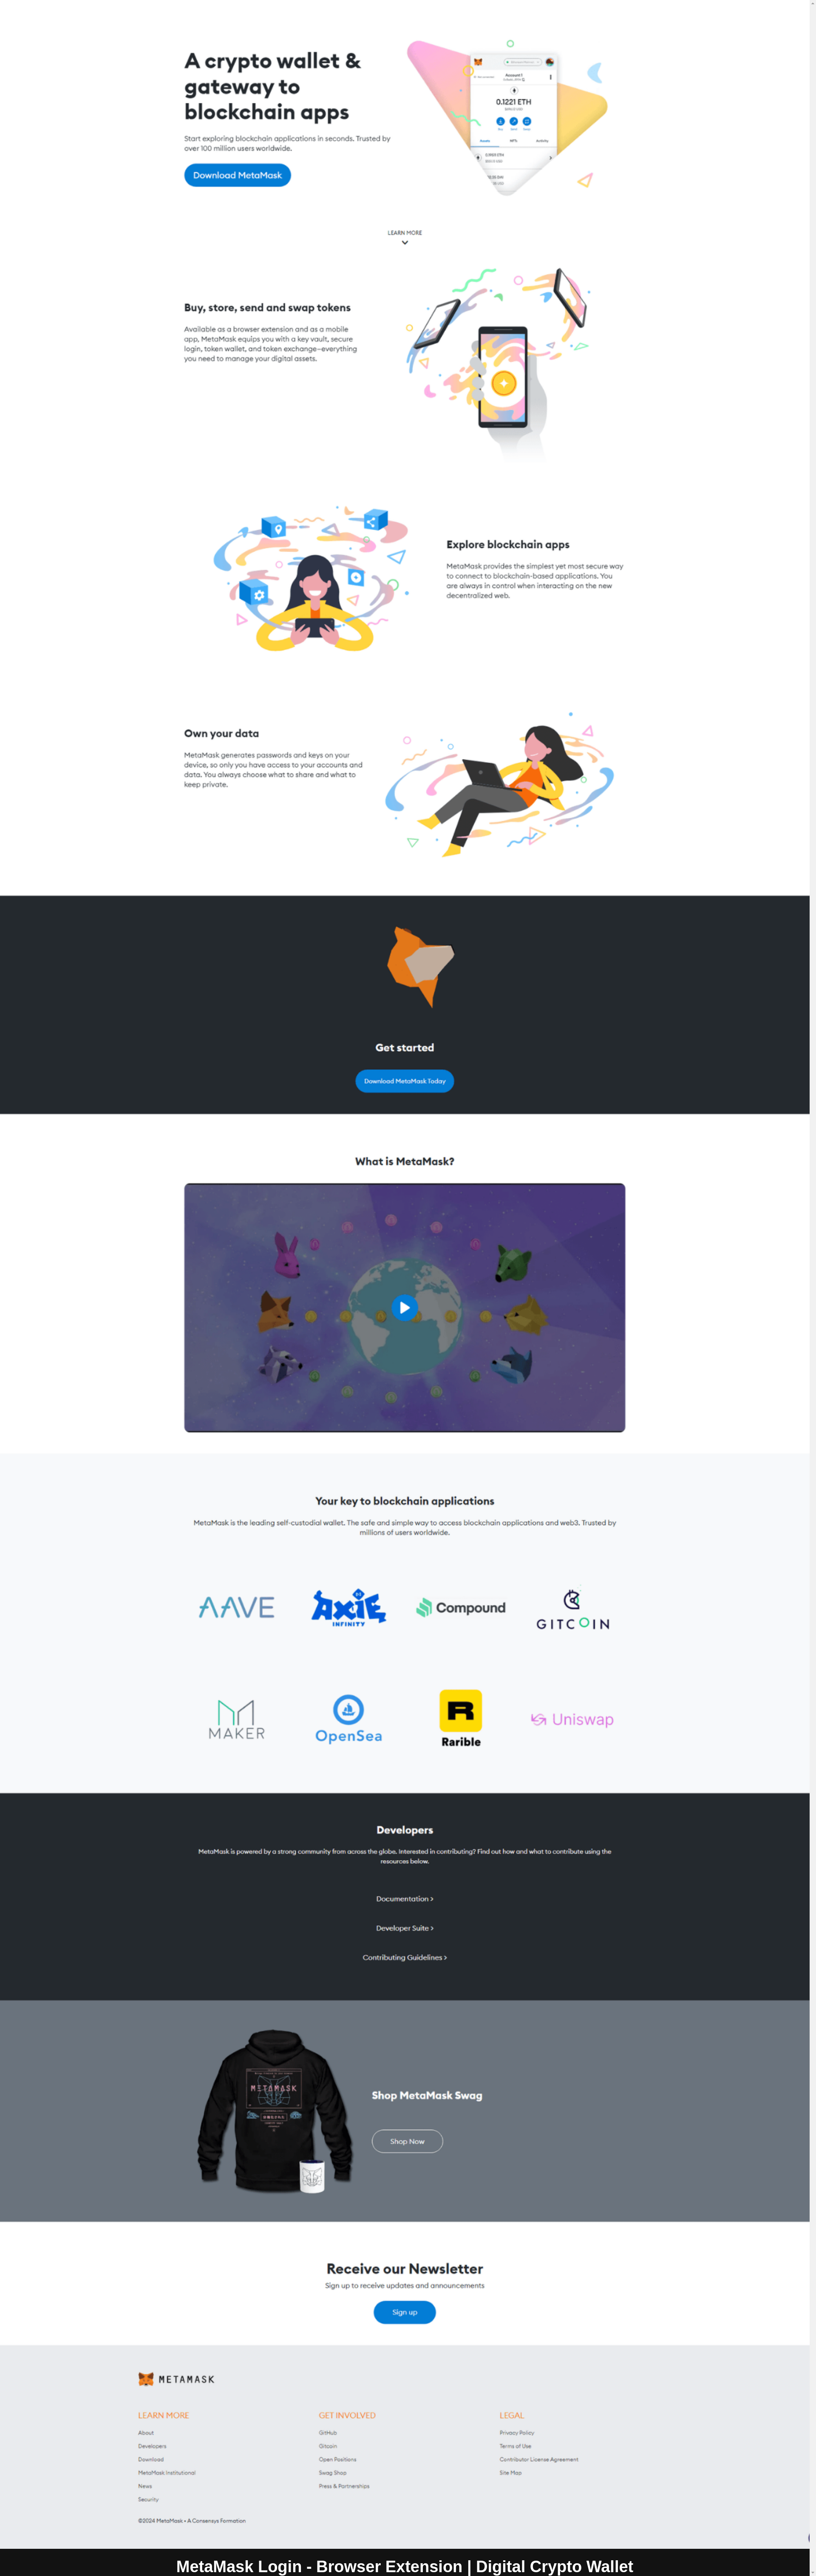 A crypto wallet &
gateway to
blockchain apps
Start exploring blockchain applications in seconds. Trusted by
over 100 million users worldwide.
Download MetaMask
Account 1
0.1221 ETH
Buy
Send
Swap
Assets
NFTs
Activity
LEARN MORE
Buy, store, send and swap tokens
Available as a browser extension and as a mobile
app, MetaMask equips you with a key vault, secure
login, token wallet, and token exchange—everything
you need to manage your digital assets.
Explore blockchain apps
MetaMask provides the simplest yet most secure way
to connect to blockchain-based applications. You
are always in control when interacting on the new
decentralized web.
Own your data
MetaMask generates passwords and keys on your
device, so only you have access to your accounts and
data. You always choose what to share and what to
keep private.
Get started
Download MetaMask Today
What is MetaMask?
Your key to blockchain applications
MetaMask is the leading self-custodial wallet. The safe and simple way to access blockchain applications and web3. Trusted by
millions of users worldwide.
AAVE
AXIE
INFINITY
Compound
GITCOIN
MAKER
OpenSea
R
Rarible
Uniswap
Developers
MetaMask is powered by a strong community from across the globe. Interested in contributing? Find out how and what to contribute using the
resources below.
Documentation >
Developer Suite >
Contributing Guidelines >
METAMASK
Shop MetaMask Swag
Shop Now
Receive our Newsletter
Sign up to receive updates and announcements
Sign up
METAMASK
LEARN MORE
About
Developers
Download
MetaMask Institutional
News
Security
GET INVOLVED
GitHub
Gitcoin
Open Positions
Swag Shop
Press & Partnerships
LEGAL
Privacy Policy
Terms of Use
Contributor License Agreement
Site Map
©2024 MetaMask • A Consensys Formation
MetaMask Login - Browser Extension | Digital Crypto Wallet